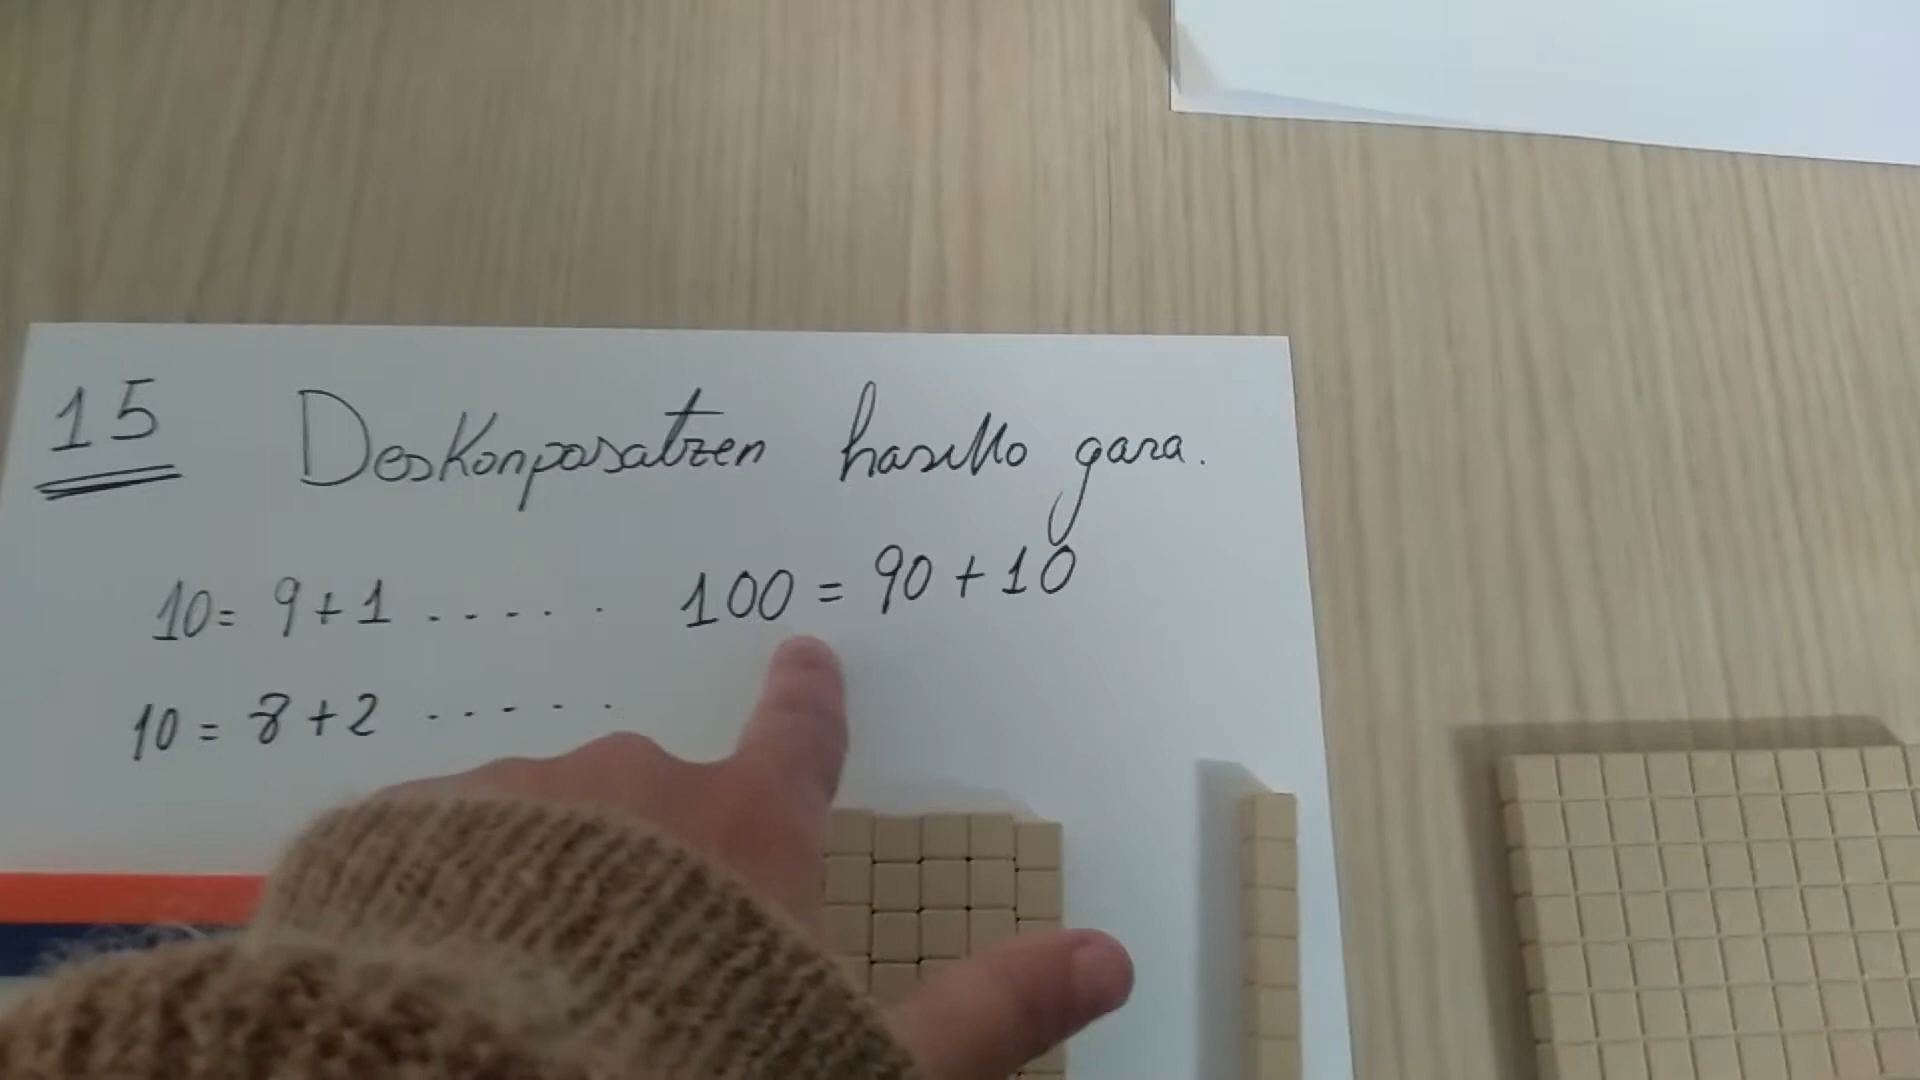 15 Deskonposatzen hasiko gara.
10 = 9 + 1 ..... 100 = 90 + 10
10 = 8 + 2 .....